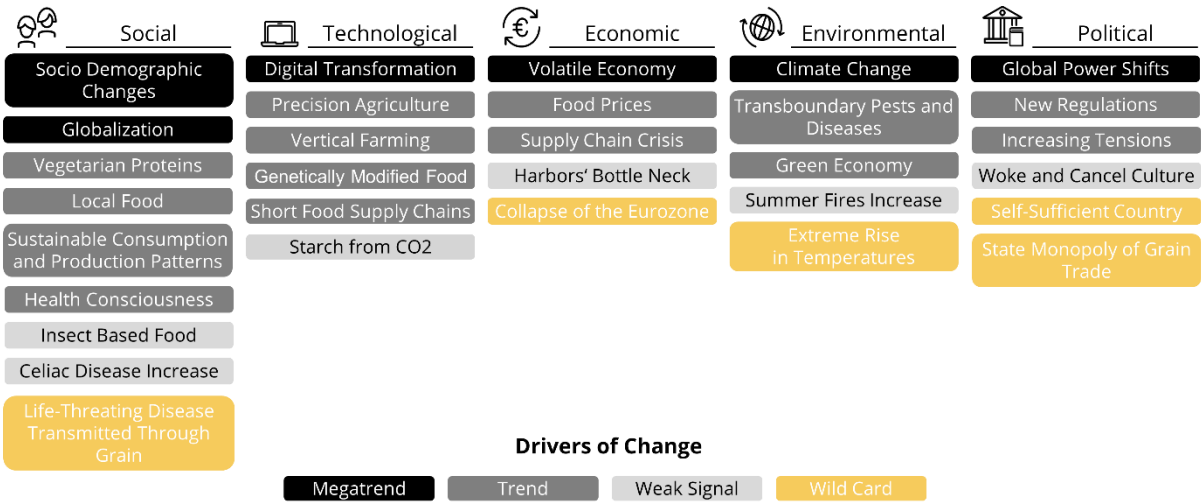 Social
Socio Demographic
Changes
Globalization
Vegetarian Proteins
Local Food
Sustainable Consumption
and Production Patterns
Health Consciousness
Insect Based Food
Celiac Disease Increase
Life-Threating Disease
Transmitted Through
Grain
Technological
Digital Transformation
Precision Agriculture
Vertical Farming
Genetically Modified Food
Short Food Supply Chains
Starch from CO2
€
Economic
Volatile Economy
Food Prices
Supply Chain Crisis
Harbors‘ Bottle Neck
Collapse of the Eurozone
Environmental
Climate Change
Transboundary Pests and
Diseases
Green Economy
Summer Fires Increase
Extreme Rise
in Temperatures
Political
Global Power Shifts
New Regulations
Increasing Tensions
Woke and Cancel Culture
Self-Sufficient Country
State Monopoly of Grain
Trade
Drivers of Change
Megatrend
Trend
Weak Signal
Wild Card